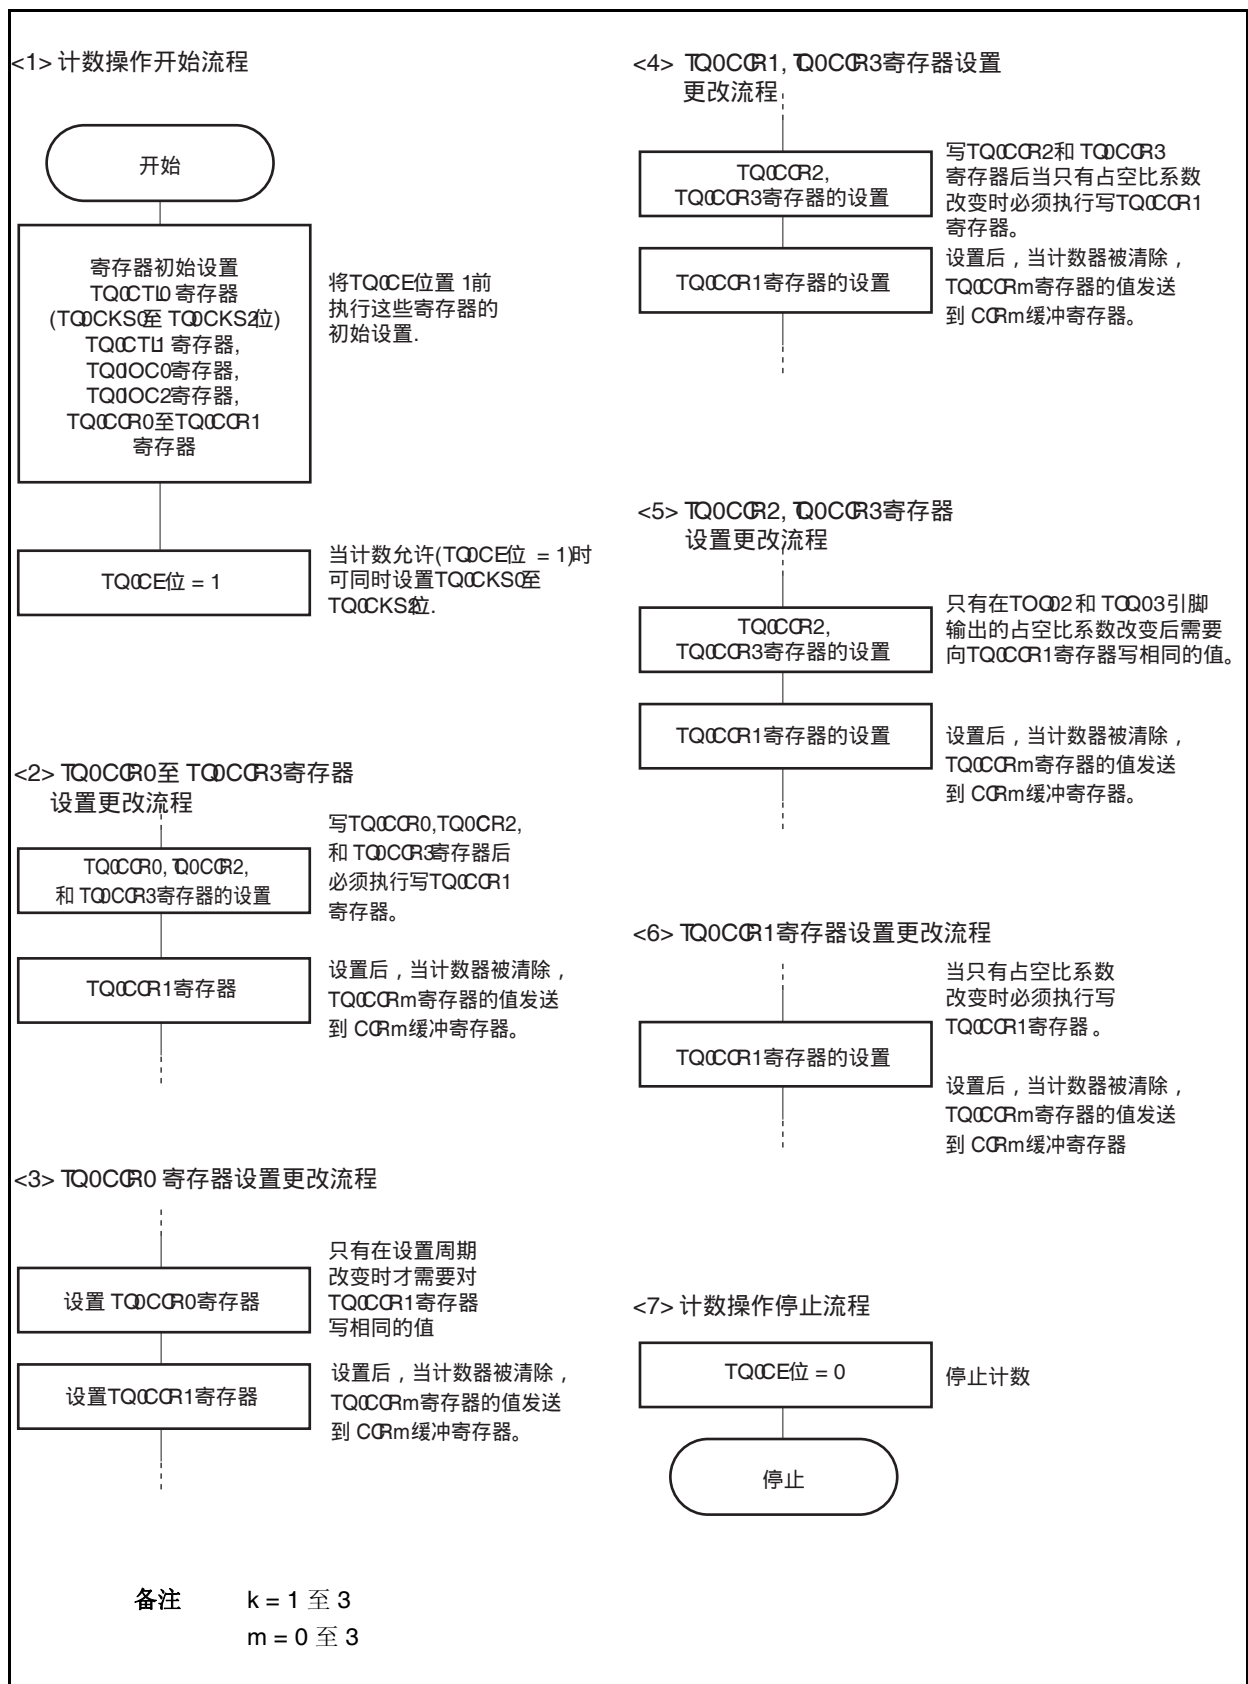 <1> 计数操作开始流程
开始
寄存器初始设置
TQ0CTL0 寄存器
(TQ0CKS0至 TQ0CKS2位)
TQ0CTL1 寄存器,
TQ0IOC0寄存器,
TQ0IOC2寄存器,
TQ0CCR0至TQ0CCR1
寄存器
将TQ0CE位置 1前
执行这些寄存器的
初始设置.
TQ0CE位 = 1
当计数允许(TQ0CE位 = 1)时
可同时设置TQ0CKS0至
TQ0CKS2位.
<2> TQ0CCR0至 TQ0CCR3寄存器
设置更改流程
TQ0CCR0, TQ0CCR2,
和 TQ0CCR3寄存器的设置
写TQ0CCR0,TQ0CR2,
和 TQ0CCR3寄存器后
必须执行写TQ0CCR1
寄存器。
TQ0CCR1寄存器
设置后，当计数器被清除，
TQ0CCRm寄存器的值发送
到 CCRm缓冲寄存器。
<3> TQ0CCR0 寄存器设置更改流程
设置 TQ0CCR0寄存器
只有在设置周期
改变时才需要对
TQ0CCR1寄存器
写相同的值
设置TQ0CCR1寄存器
设置后，当计数器被清除，
TQ0CCRm寄存器的值发送
到 CCRm缓冲寄存器。
<4> TQ0CCR1, TQ0CCR3寄存器设置
更改流程
TQ0CCR2,
TQ0CCR3寄存器的设置
写TQ0CCR2和 TQ0CCR3
寄存器后当只有占空比系数
改变时必须执行写TQ0CCR1
寄存器。
TQ0CCR1寄存器的设置
设置后，当计数器被清除，
TQ0CCRm寄存器的值发送
到 CCRm缓冲寄存器。
<5> TQ0CCR2, TQ0CCR3寄存器
设置更改流程
TQ0CCR2,
TQ0CCR3寄存器的设置
只有在TOQ02 和 TOQ03引脚
输出的占空比系数改变后需要
向TQ0CCR1寄存器写相同的值。
TQ0CCR1寄存器的设置
设置后，当计数器被清除，
TQ0CCRm寄存器的值发送
到 CCRm缓冲寄存器。
<6> TQ0CCR1寄存器设置更改流程
当只有占空比系数
改变时必须执行写
TQ0CCR1寄存器 。
TQ0CCR1寄存器的设置
设置后，当计数器被清除，
TQ0CCRm寄存器的值发送
到 CCRm缓冲寄存器
<7> 计数操作停止流程
TQ0CE位 = 0
停止计数
停止
备注 k = 1 至 3
m = 0 至 3